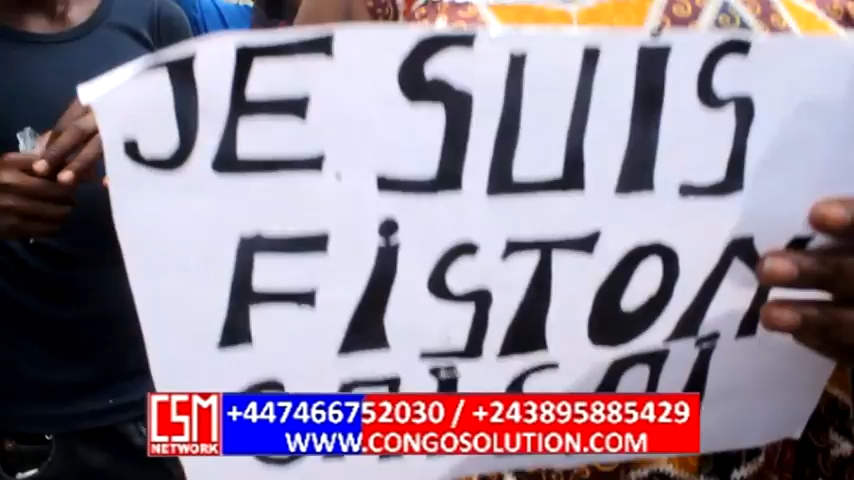 JE SUIS
FiSTON
CSM
NETWORK
+447466752030 / +243895885429
WWW.CONGOSOLUTION.COM